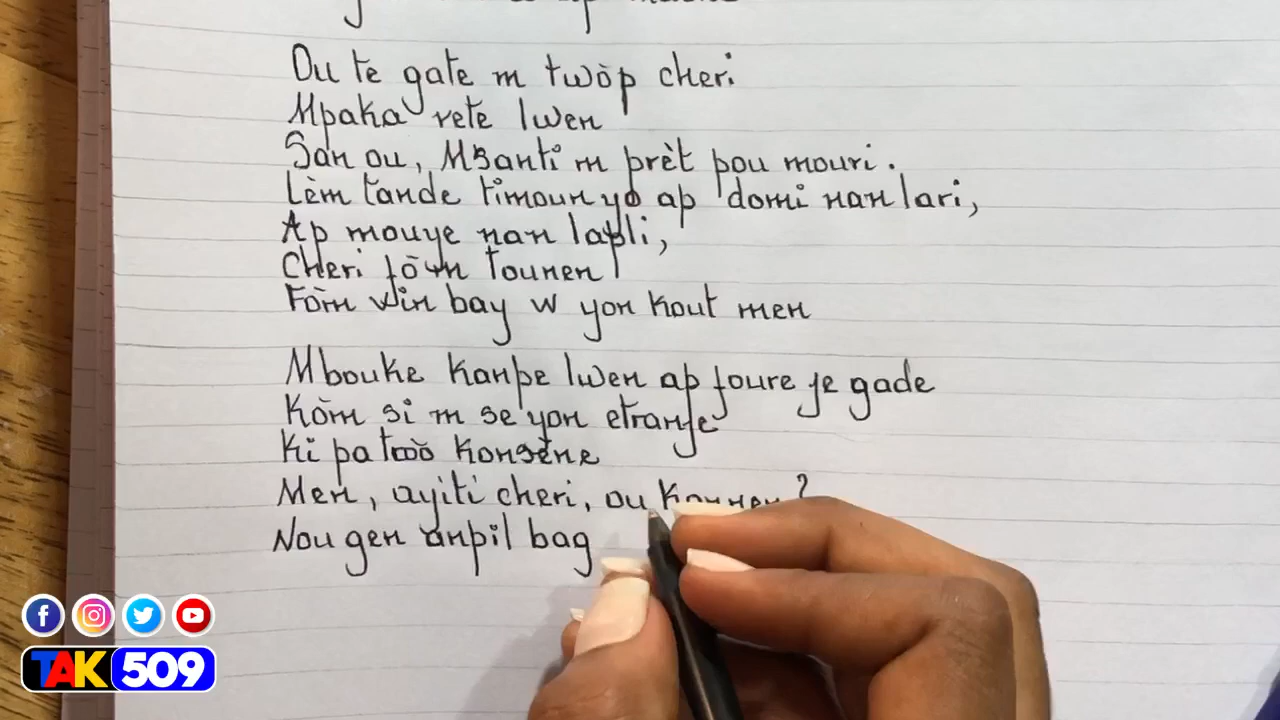 Ou te gate m twòp cheri
Mpaka rete lwen
San ou, Msanti m prèt pou mouri.
Lèm tande timoun yo ap domi nan lari,
Ap mouye nan lapli,
Cheri fòm tounen
Fòm vin bay w yon kout men
Mbouke kanpe lwen ap foure je gade
Kòm si m se yon etranje
Ki pa twò konsène
Men, ayiti cheri, ou konnen?
Nou gen anpil bag
TAK 509